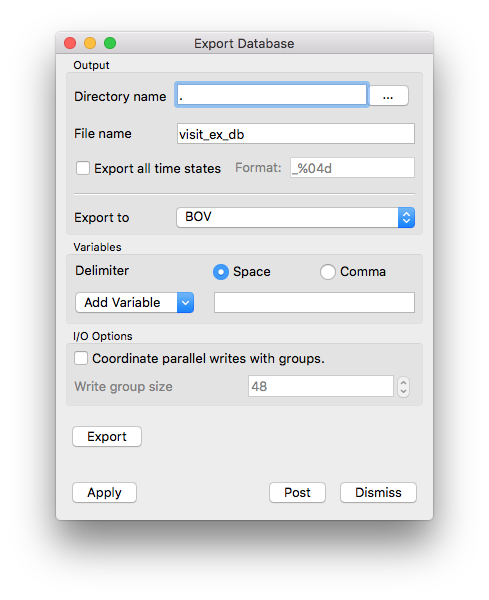 Export Database
Output
Directory name .
...
File name visit_ex_db
Export all time states Format: _%04d
Export to BOV
Variables
Delimiter Space Comma
Add Variable
I/O Options
Coordinate parallel writes with groups.
Write group size 48
Export
Apply Post Dismiss